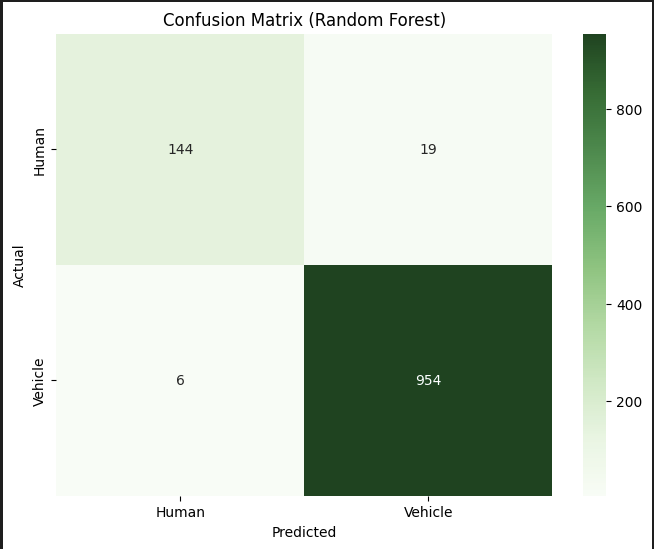 Confusion Matrix (Random Forest)
Human
144
19
800
600
Actual
400
Vehicle
6
954
200
Human
Vehicle
Predicted